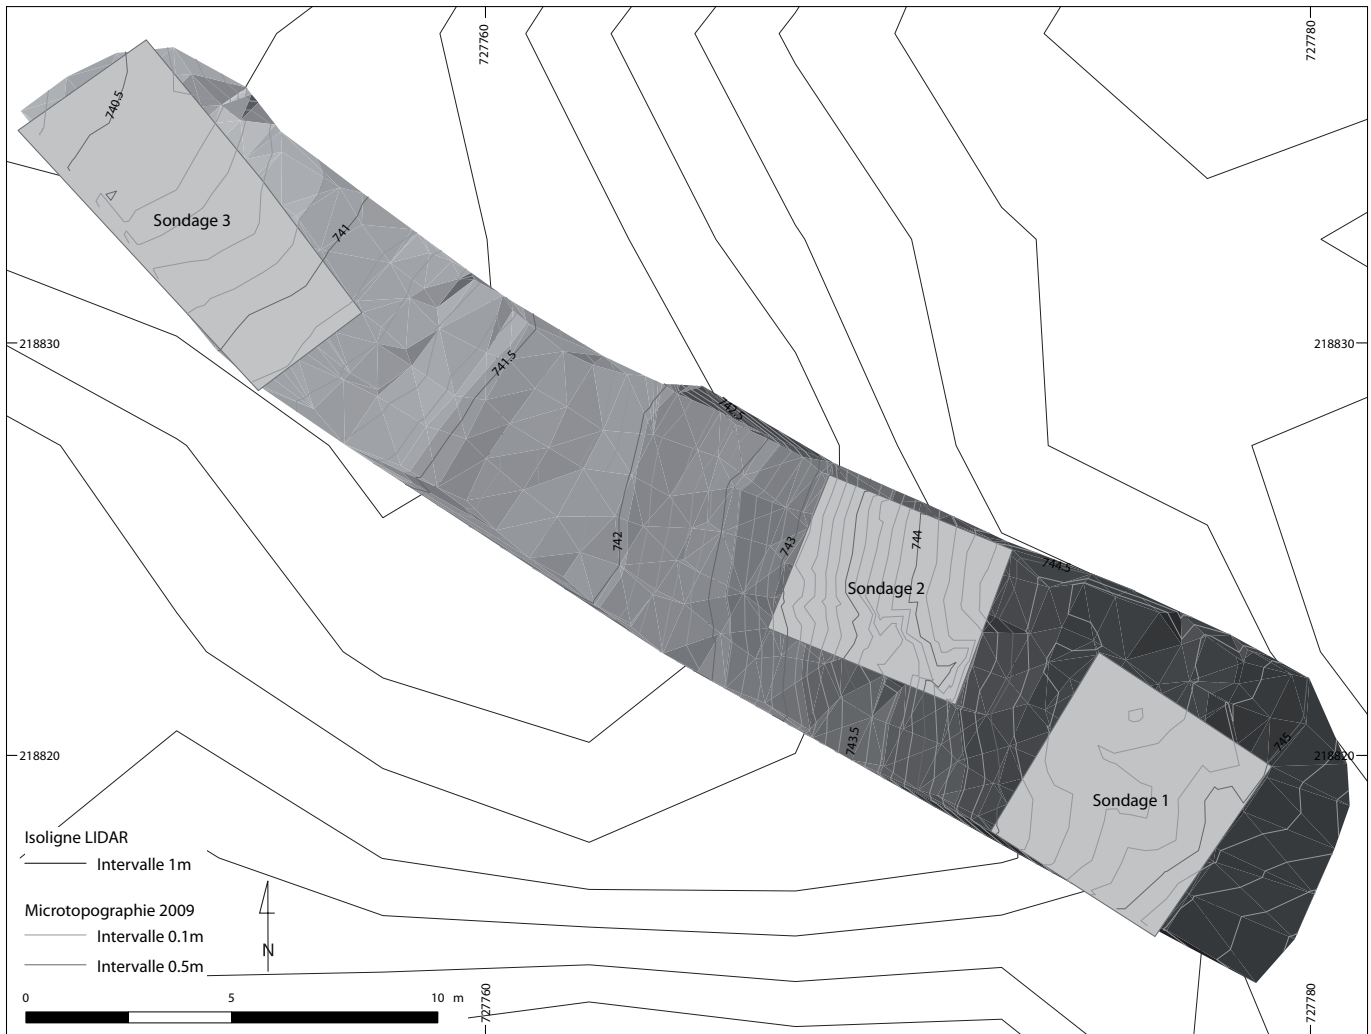 727760
727780
740.5
Sondage 3
741
218830
218830
741.5
742.5
742
743
744
744.5
Sondage 2
743.5
745
218820
218820
Sondage 1
Isoligne LIDAR
Intervalle 1m
Microtopographie 2009
Intervalle 0.1m
N
Intervalle 0.5m
0 5 10 m
727760
727780